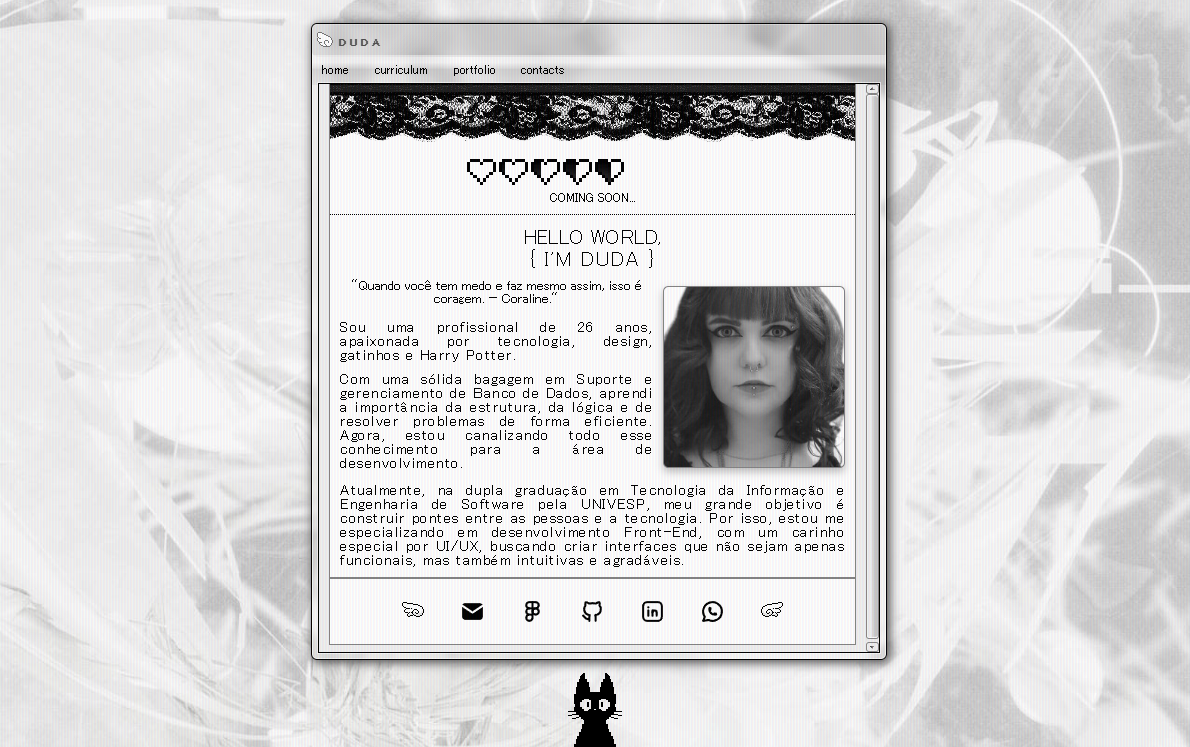 DUDA
home curriculum portfolio contacts
COMING SOON...
HELLO WORLD,
{ I'M DUDA }
"Quando você tem medo e faz mesmo assim, isso é
coragem. — Coraline."
Sou uma profissional de 26 anos,
apaixonada por tecnologia, design,
gatinhos e Harry Potter.
Com uma sólida bagagem em Suporte e
gerenciamento de Banco de Dados, aprendi
a importância da estrutura, da lógica e de
resolver problemas de forma eficiente.
Agora, estou canalizando todo esse
conhecimento para a área de
desenvolvimento.
Atualmente, na dupla graduação em Tecnologia da Informação e
Engenharia de Software pela UNIVESP, meu grande objetivo é
construir pontes entre as pessoas e a tecnologia. Por isso, estou me
especializando em desenvolvimento Front-End, com um carinho
especial por UI/UX, buscando criar interfaces que não sejam apenas
funcionais, mas também intuitivas e agradáveis.
in